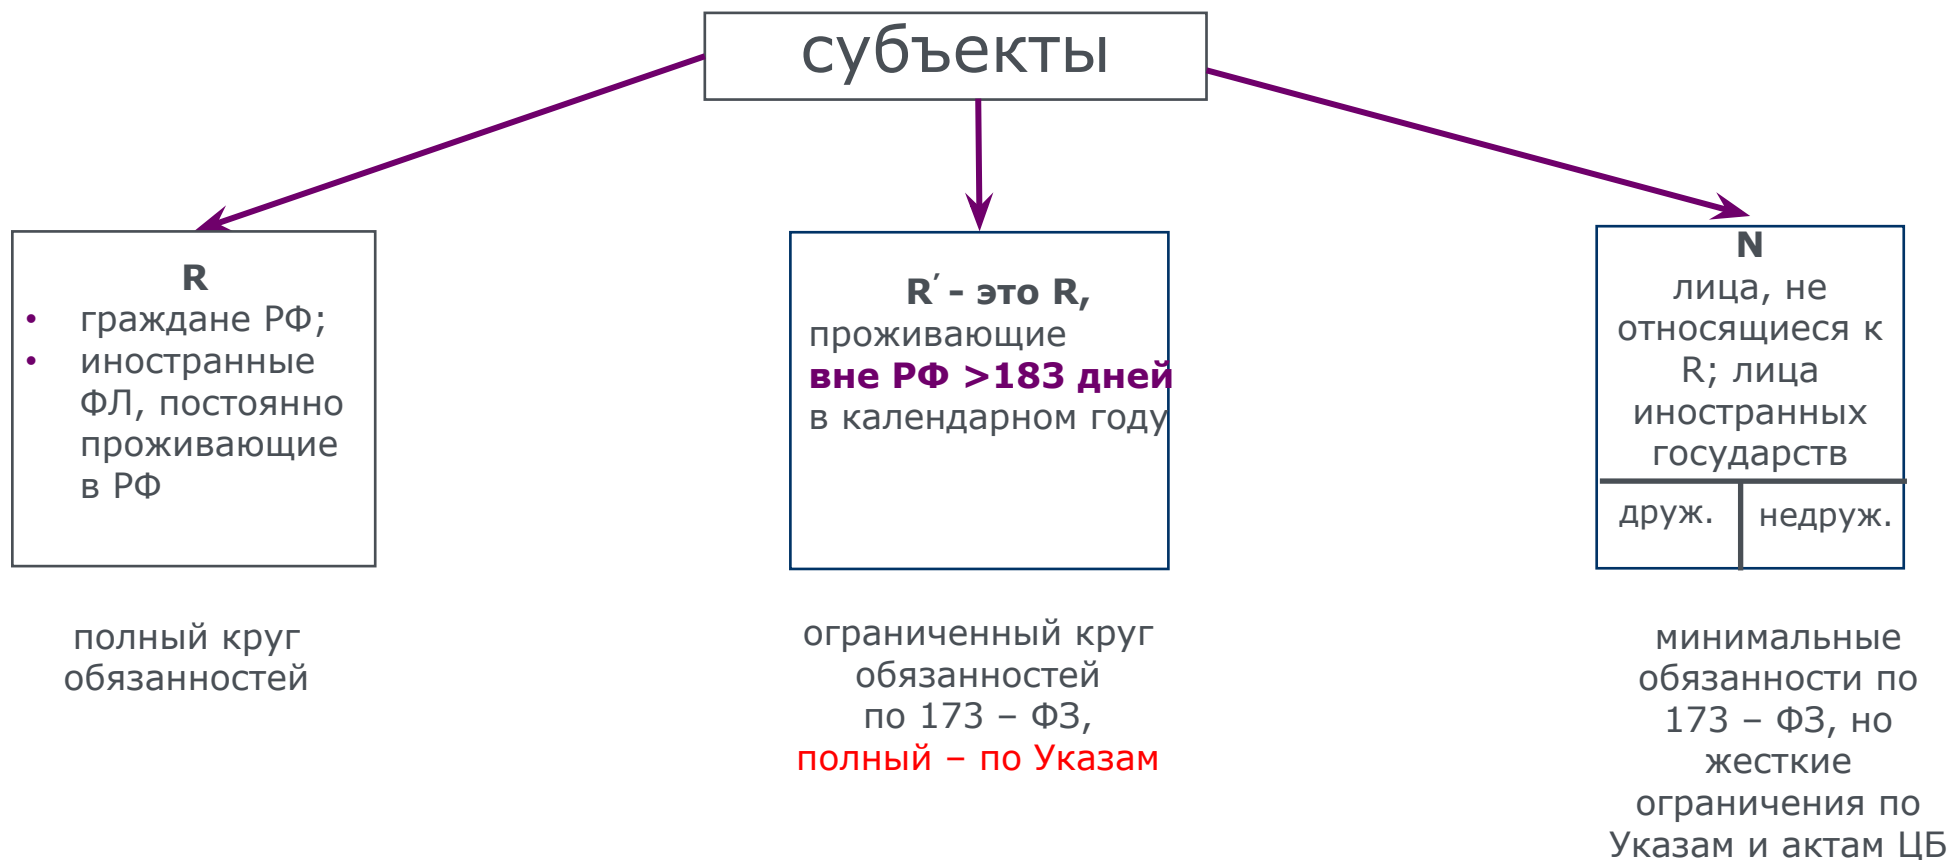 субъекты
R
• граждане РФ;
• иностранные
ФЛ, постоянно
проживающие
в РФ
полный круг
обязанностей
R′ - это R,
проживающие
вне РФ >183 дней
в календарном году
ограниченный круг
обязанностей
по 173 – ФЗ,
полный – по Указам
N
лица, не
относящиеся к
R; лица
иностранных
государств
друж.
недруж.
минимальные
обязанности по
173 – ФЗ, но
жесткие
ограничения по
Указам и актам ЦБ